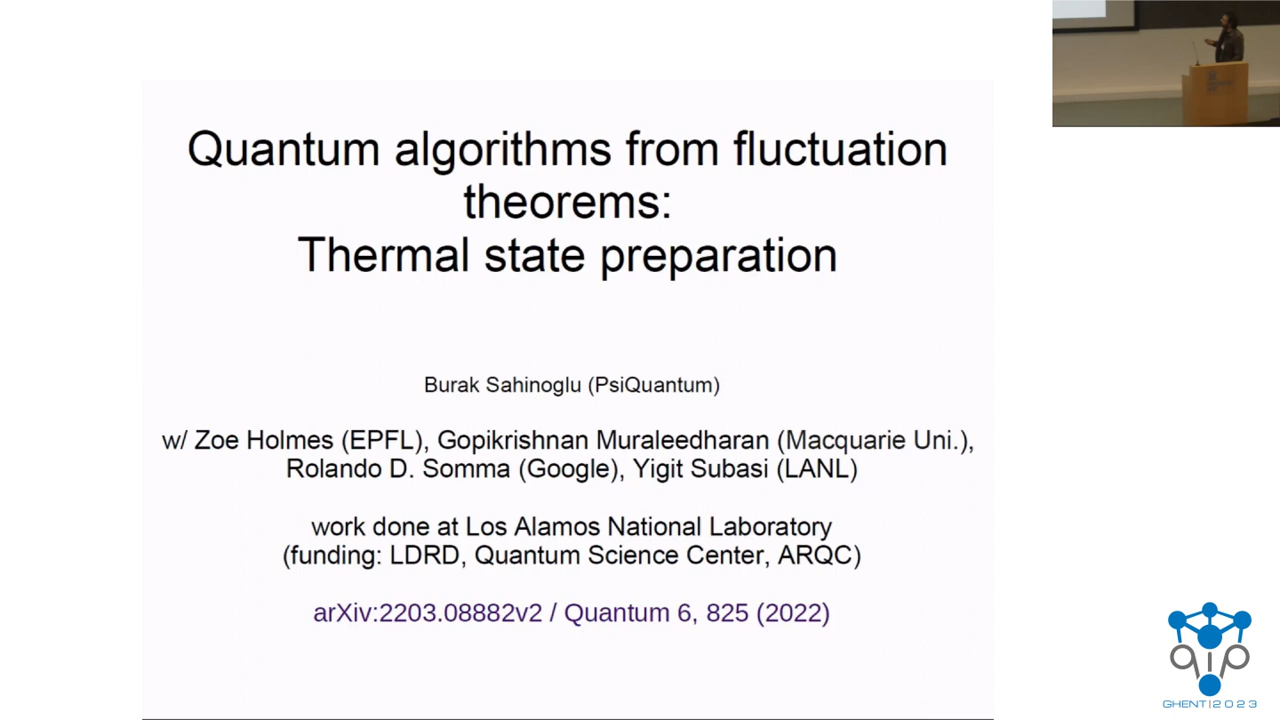 Quantum algorithms from fluctuation
theorems:
Thermal state preparation
Burak Sahinoglu (PsiQuantum)
w/ Zoe Holmes (EPFL), Gopikrishnan Muraleedharan (Macquarie Uni.),
Rolando D. Somma (Google), Yigit Subasi (LANL)
work done at Los Alamos National Laboratory
(funding: LDRD, Quantum Science Center, ARQC)
arXiv:2203.08882v2 / Quantum 6, 825 (2022)
qip
GHENT|2023